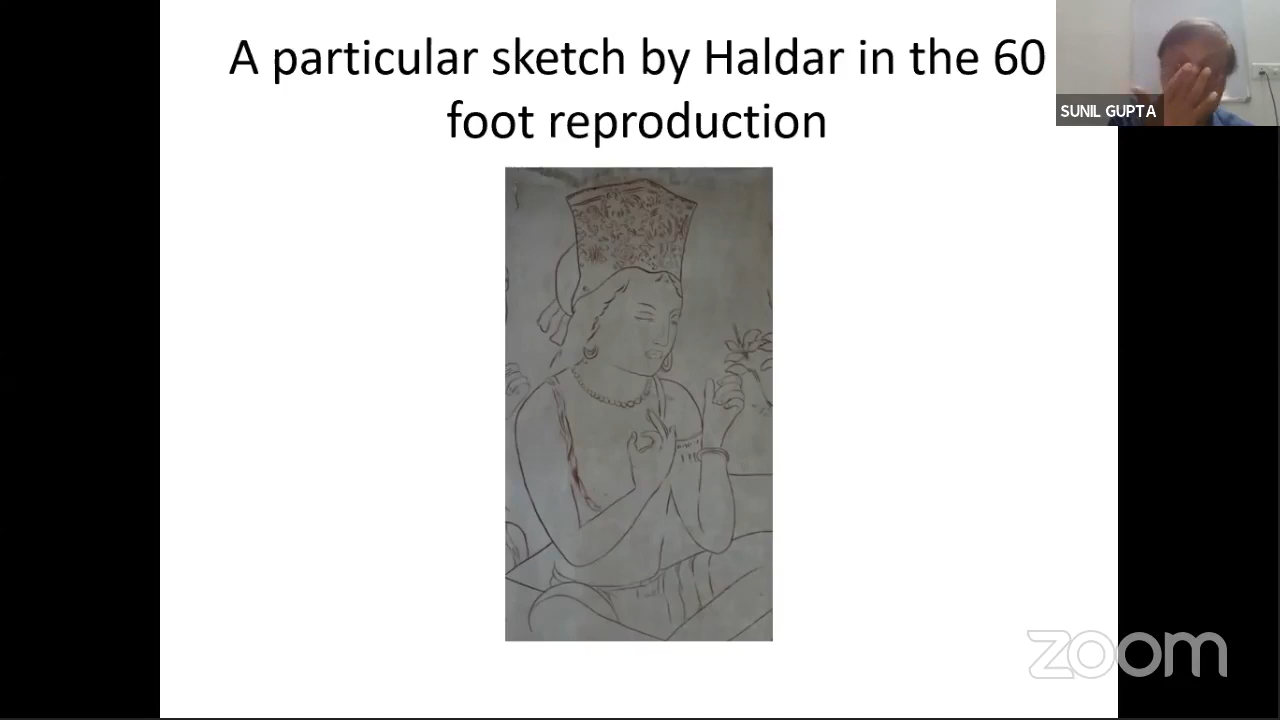 A particular sketch by Haldar in the 60
foot reproduction
SUNIL GUPTA
zoom